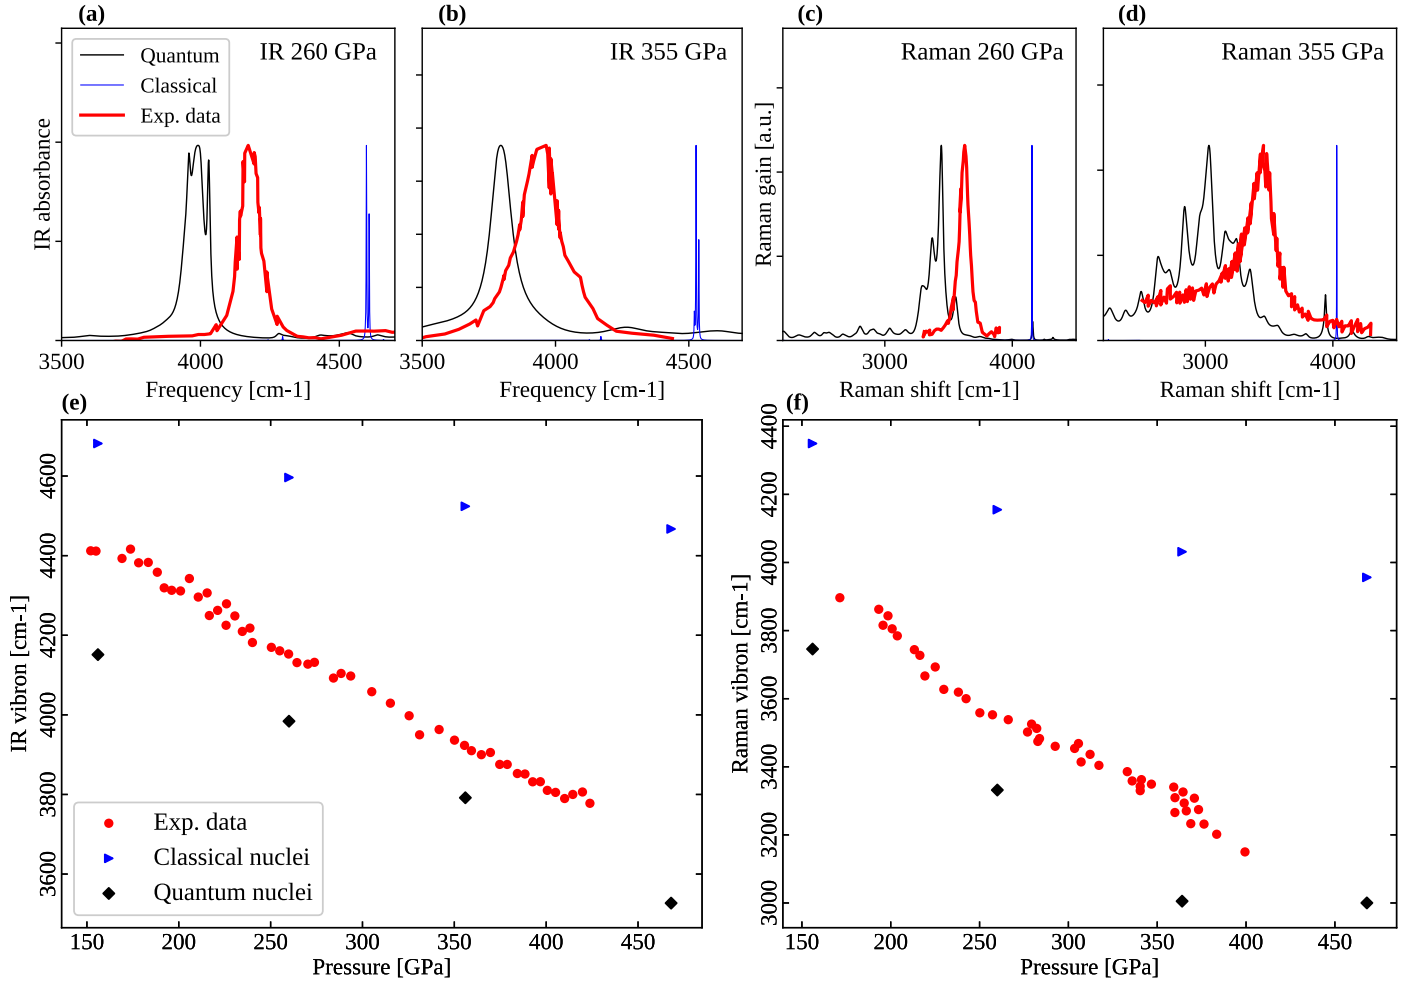 (a)
(b)
(c)
(d)
IR 260 GPa
IR 355 GPa
Raman 260 GPa
Raman 355 GPa
Quantum
Classical
Exp. data
IR absorbance
Raman gain [a.u.]
3500
4000
4500
3500
4000
4500
3000
4000
3000
4000
Frequency [cm-1]
Frequency [cm-1]
Raman shift [cm-1]
Raman shift [cm-1]
(e)
(f)
IR vibron [cm-1]
4600
4400
4200
4000
3800
3600
Exp. data
Classical nuclei
Quantum nuclei
150
200
250
300
350
400
450
Pressure [GPa]
Raman vibron [cm-1]
4400
4200
4000
3800
3600
3400
3200
3000
150
200
250
300
350
400
450
Pressure [GPa]